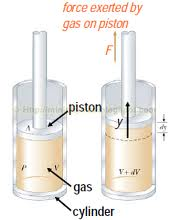 force exerted by
gas on piston
F
piston
y
dy
A
P
V
V + dV
gas
cylinder